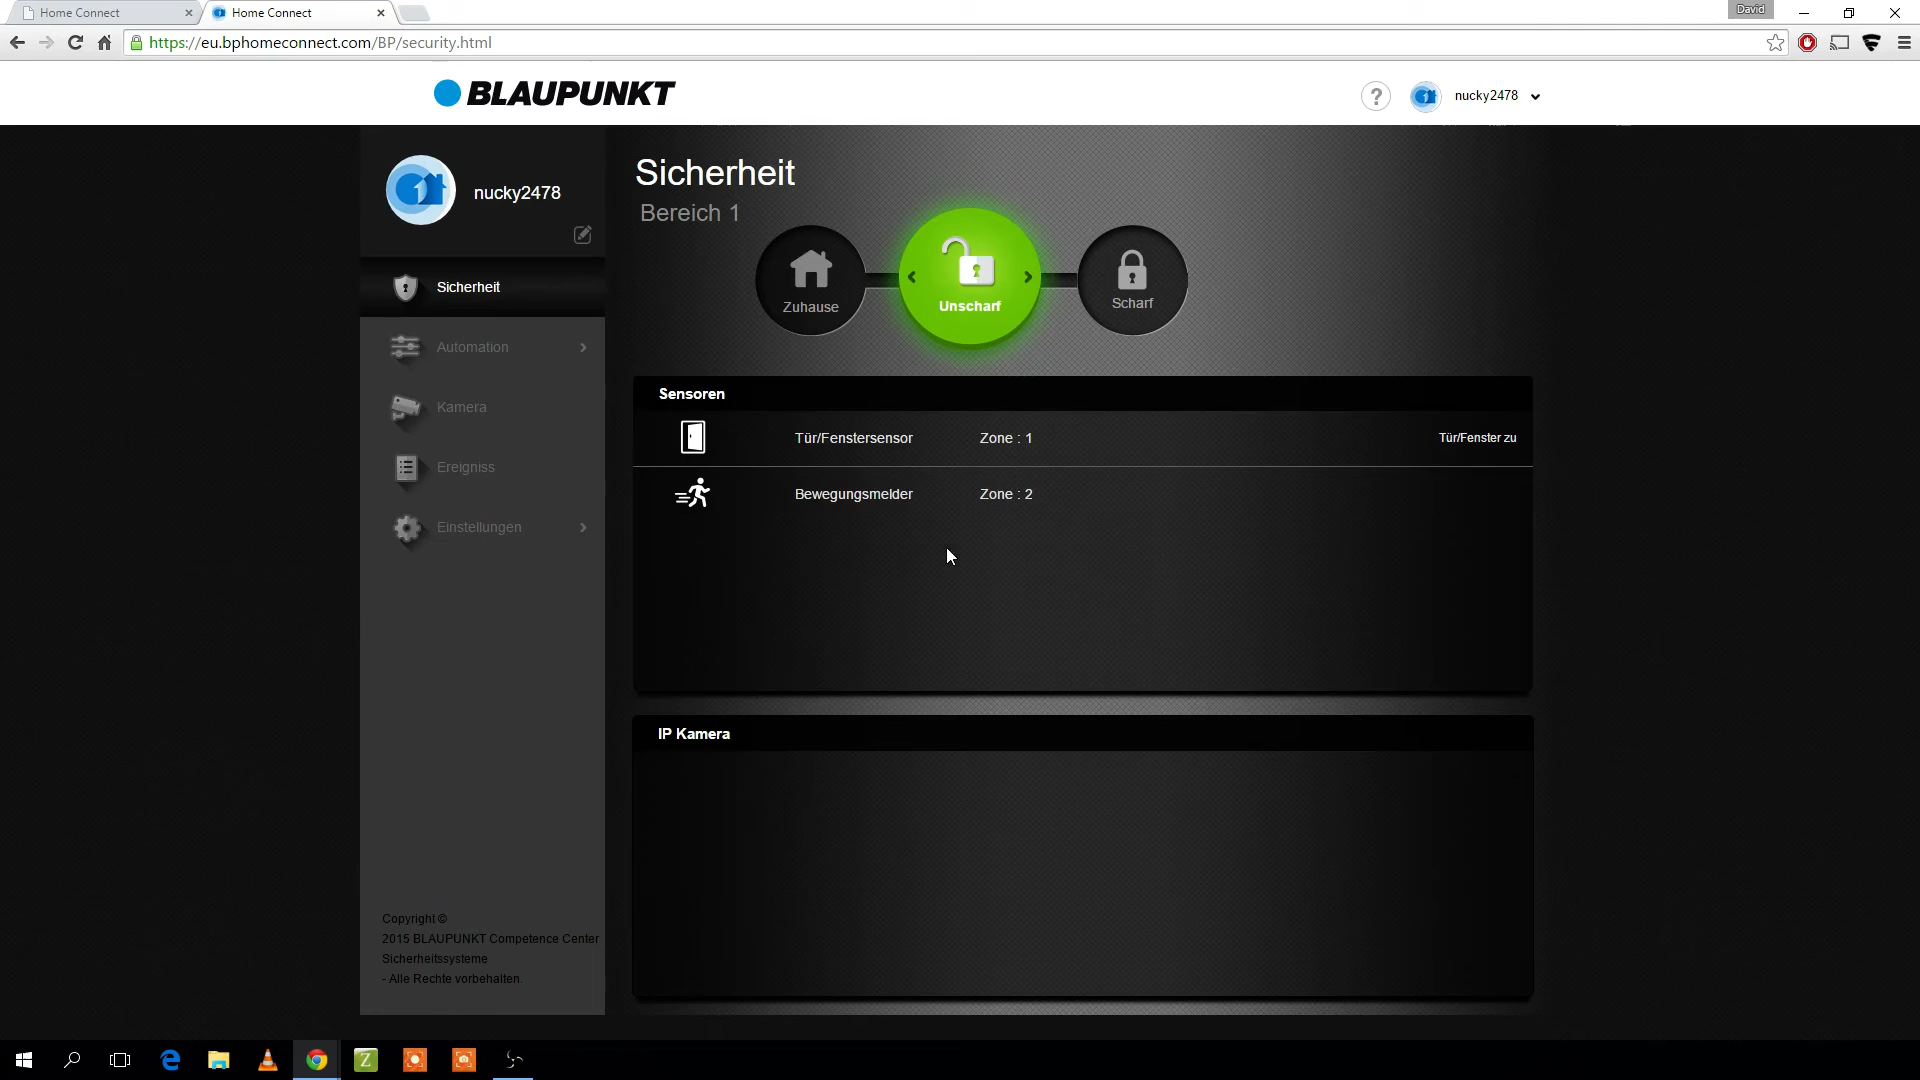 Home Connect
Home Connect
David
https://eu.bphomeconnect.com/BP/security.html
BLAUPUNKT
?
nucky2478
nucky2478
Sicherheit
Automation
Kamera
Ereigniss
Einstellungen
Copyright ©
2015 BLAUPUNKT Competence Center
Sicherheitssysteme
- Alle Rechte vorbehalten.
Sicherheit
Bereich 1
Zuhause
Unscharf
Scharf
Sensoren
Tür/Fenstersensor Zone : 1 Tür/Fenster zu
Bewegungsmelder Zone : 2
IP Kamera